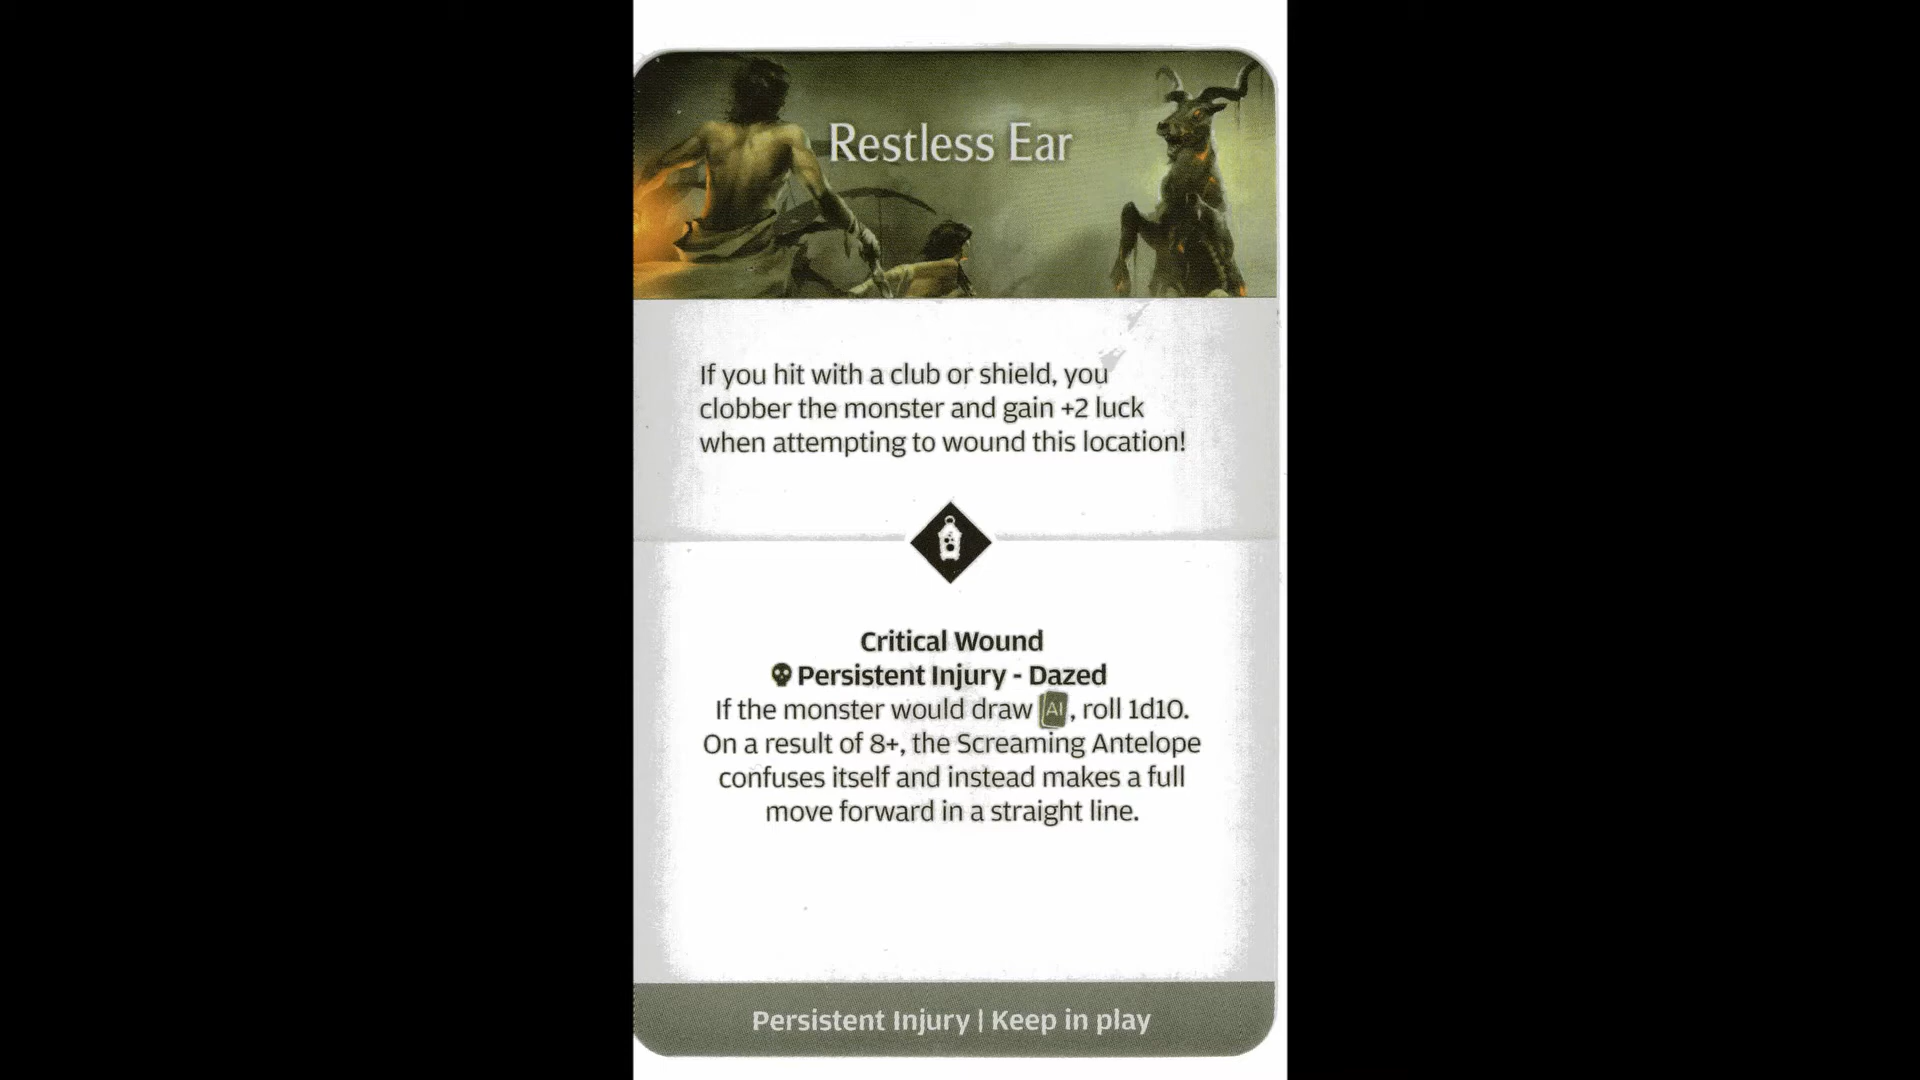 Restless Ear
If you hit with a club or shield, you
clobber the monster and gain +2 luck
when attempting to wound this location!
Critical Wound
Persistent Injury - Dazed
If the monster would draw AI, roll 1d10.
On a result of 8+, the Screaming Antelope
confuses itself and instead makes a full
move forward in a straight line.
Persistent Injury | Keep in play